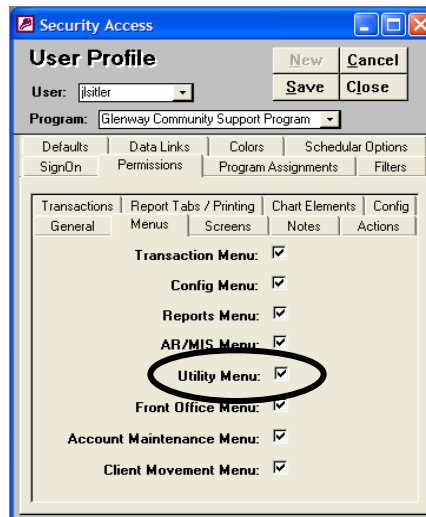 Security Access
User Profile
New Cancel
User: jlsitler Save Close
Program: Glenway Community Support Program
Defaults Data Links Colors Schedular Options
SignOn Permissions Program Assignments Filters
Transactions Report Tabs / Printing Chart Elements Config
General Menus Screens Notes Actions
Transaction Menu:
Config Menu:
Reports Menu:
AR/MIS Menu:
Utility Menu:
Front Office Menu:
Account Maintenance Menu:
Client Movement Menu: